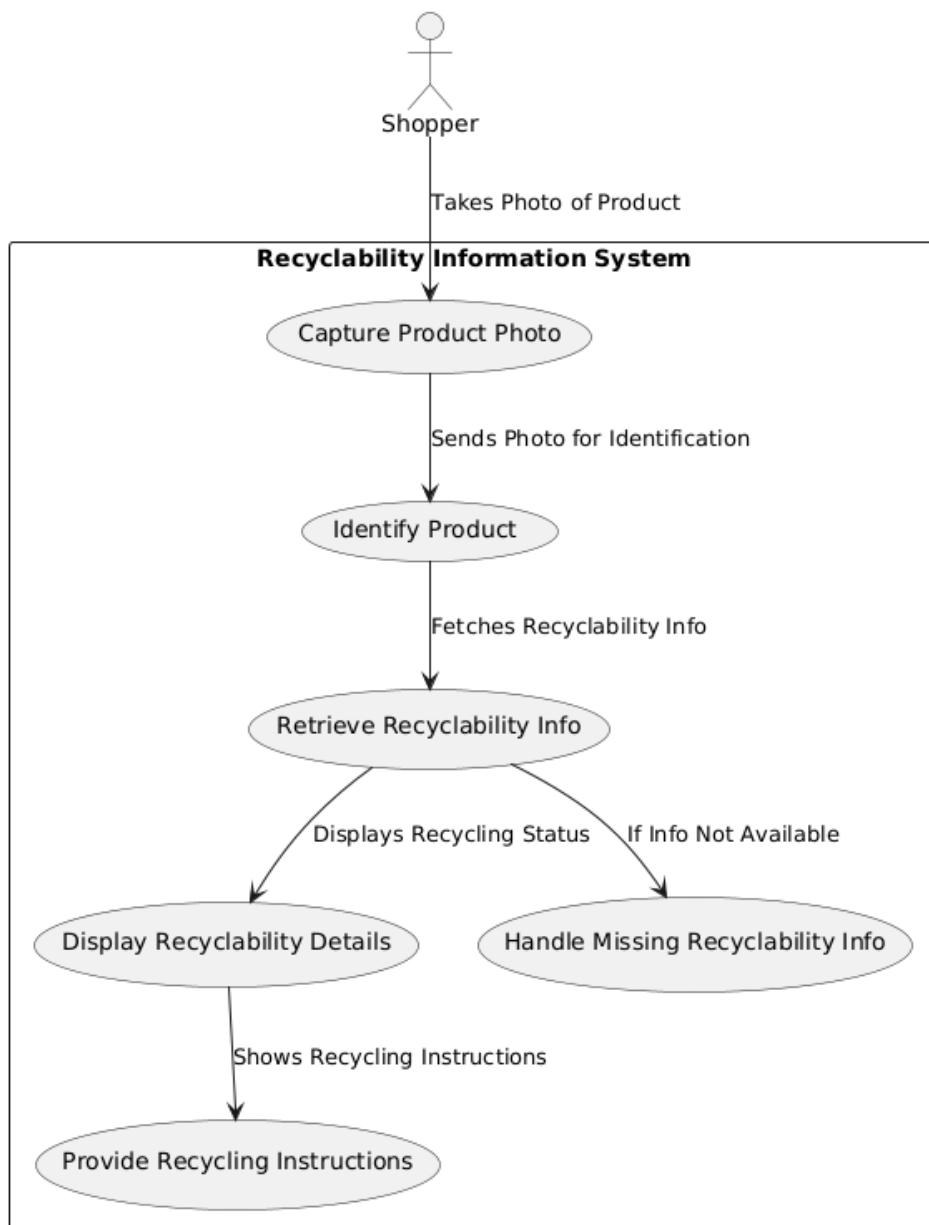 Shopper
Takes Photo of Product
Recyclability Information System
Capture Product Photo
Sends Photo for Identification
Identify Product
Fetches Recyclability Info
Retrieve Recyclability Info
Displays Recycling Status
If Info Not Available
Display Recyclability Details
Handle Missing Recyclability Info
Shows Recycling Instructions
Provide Recycling Instructions